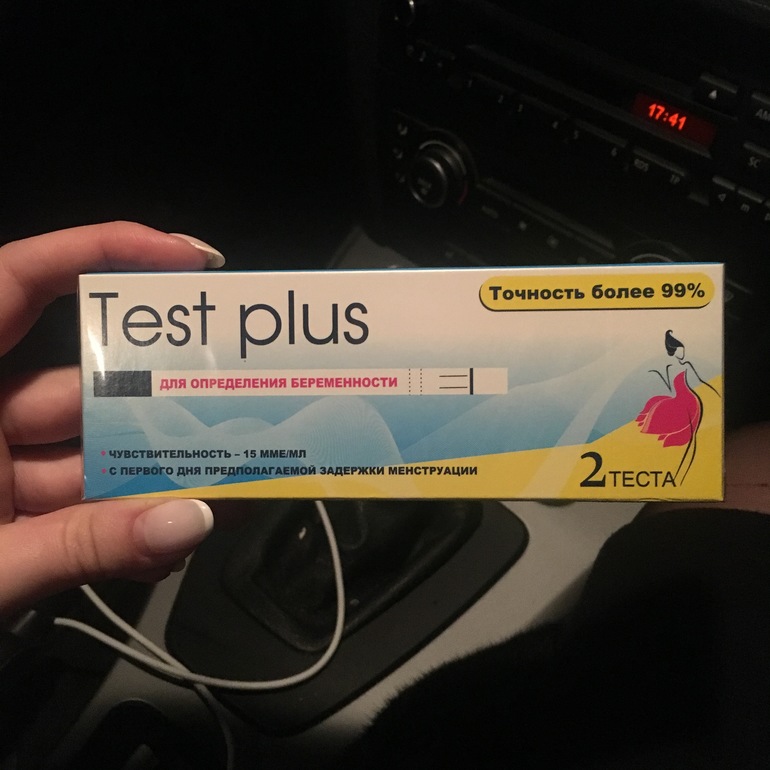 17:41
Test plus
Точность более 99%
ДЛЯ ОПРЕДЕЛЕНИЯ БЕРЕМЕННОСТИ
• ЧУВСТВИТЕЛЬНОСТЬ – 15 ММЕ/МЛ
• С ПЕРВОГО ДНЯ ПРЕДПОЛАГАЕМОЙ ЗАДЕРЖКИ МЕНСТРУАЦИИ
2 ТЕСТА